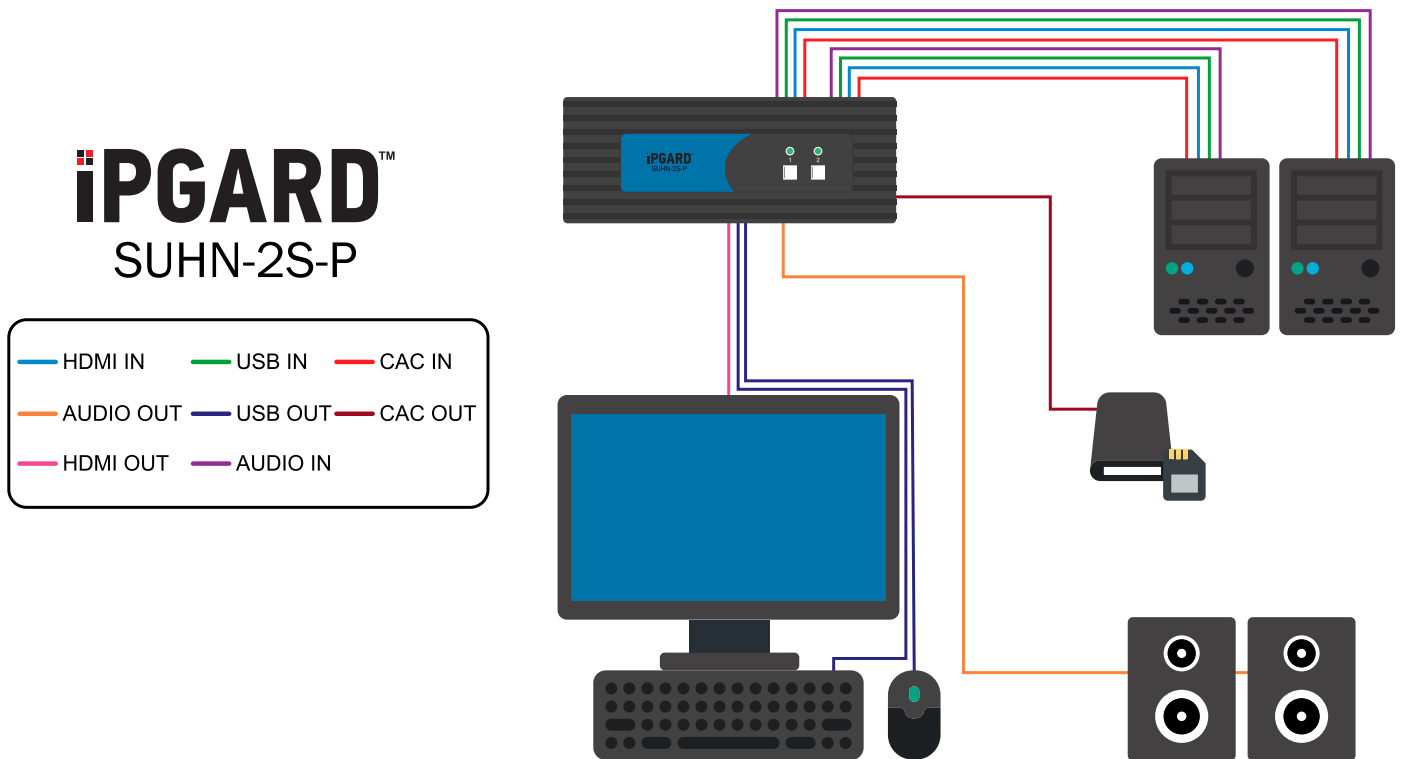 iPGARD™
SUHN-2S-P
HDMI IN
USB IN
CAC IN
AUDIO OUT
USB OUT
CAC OUT
HDMI OUT
AUDIO IN
iPGARD
SUHN-2S-P
1 2